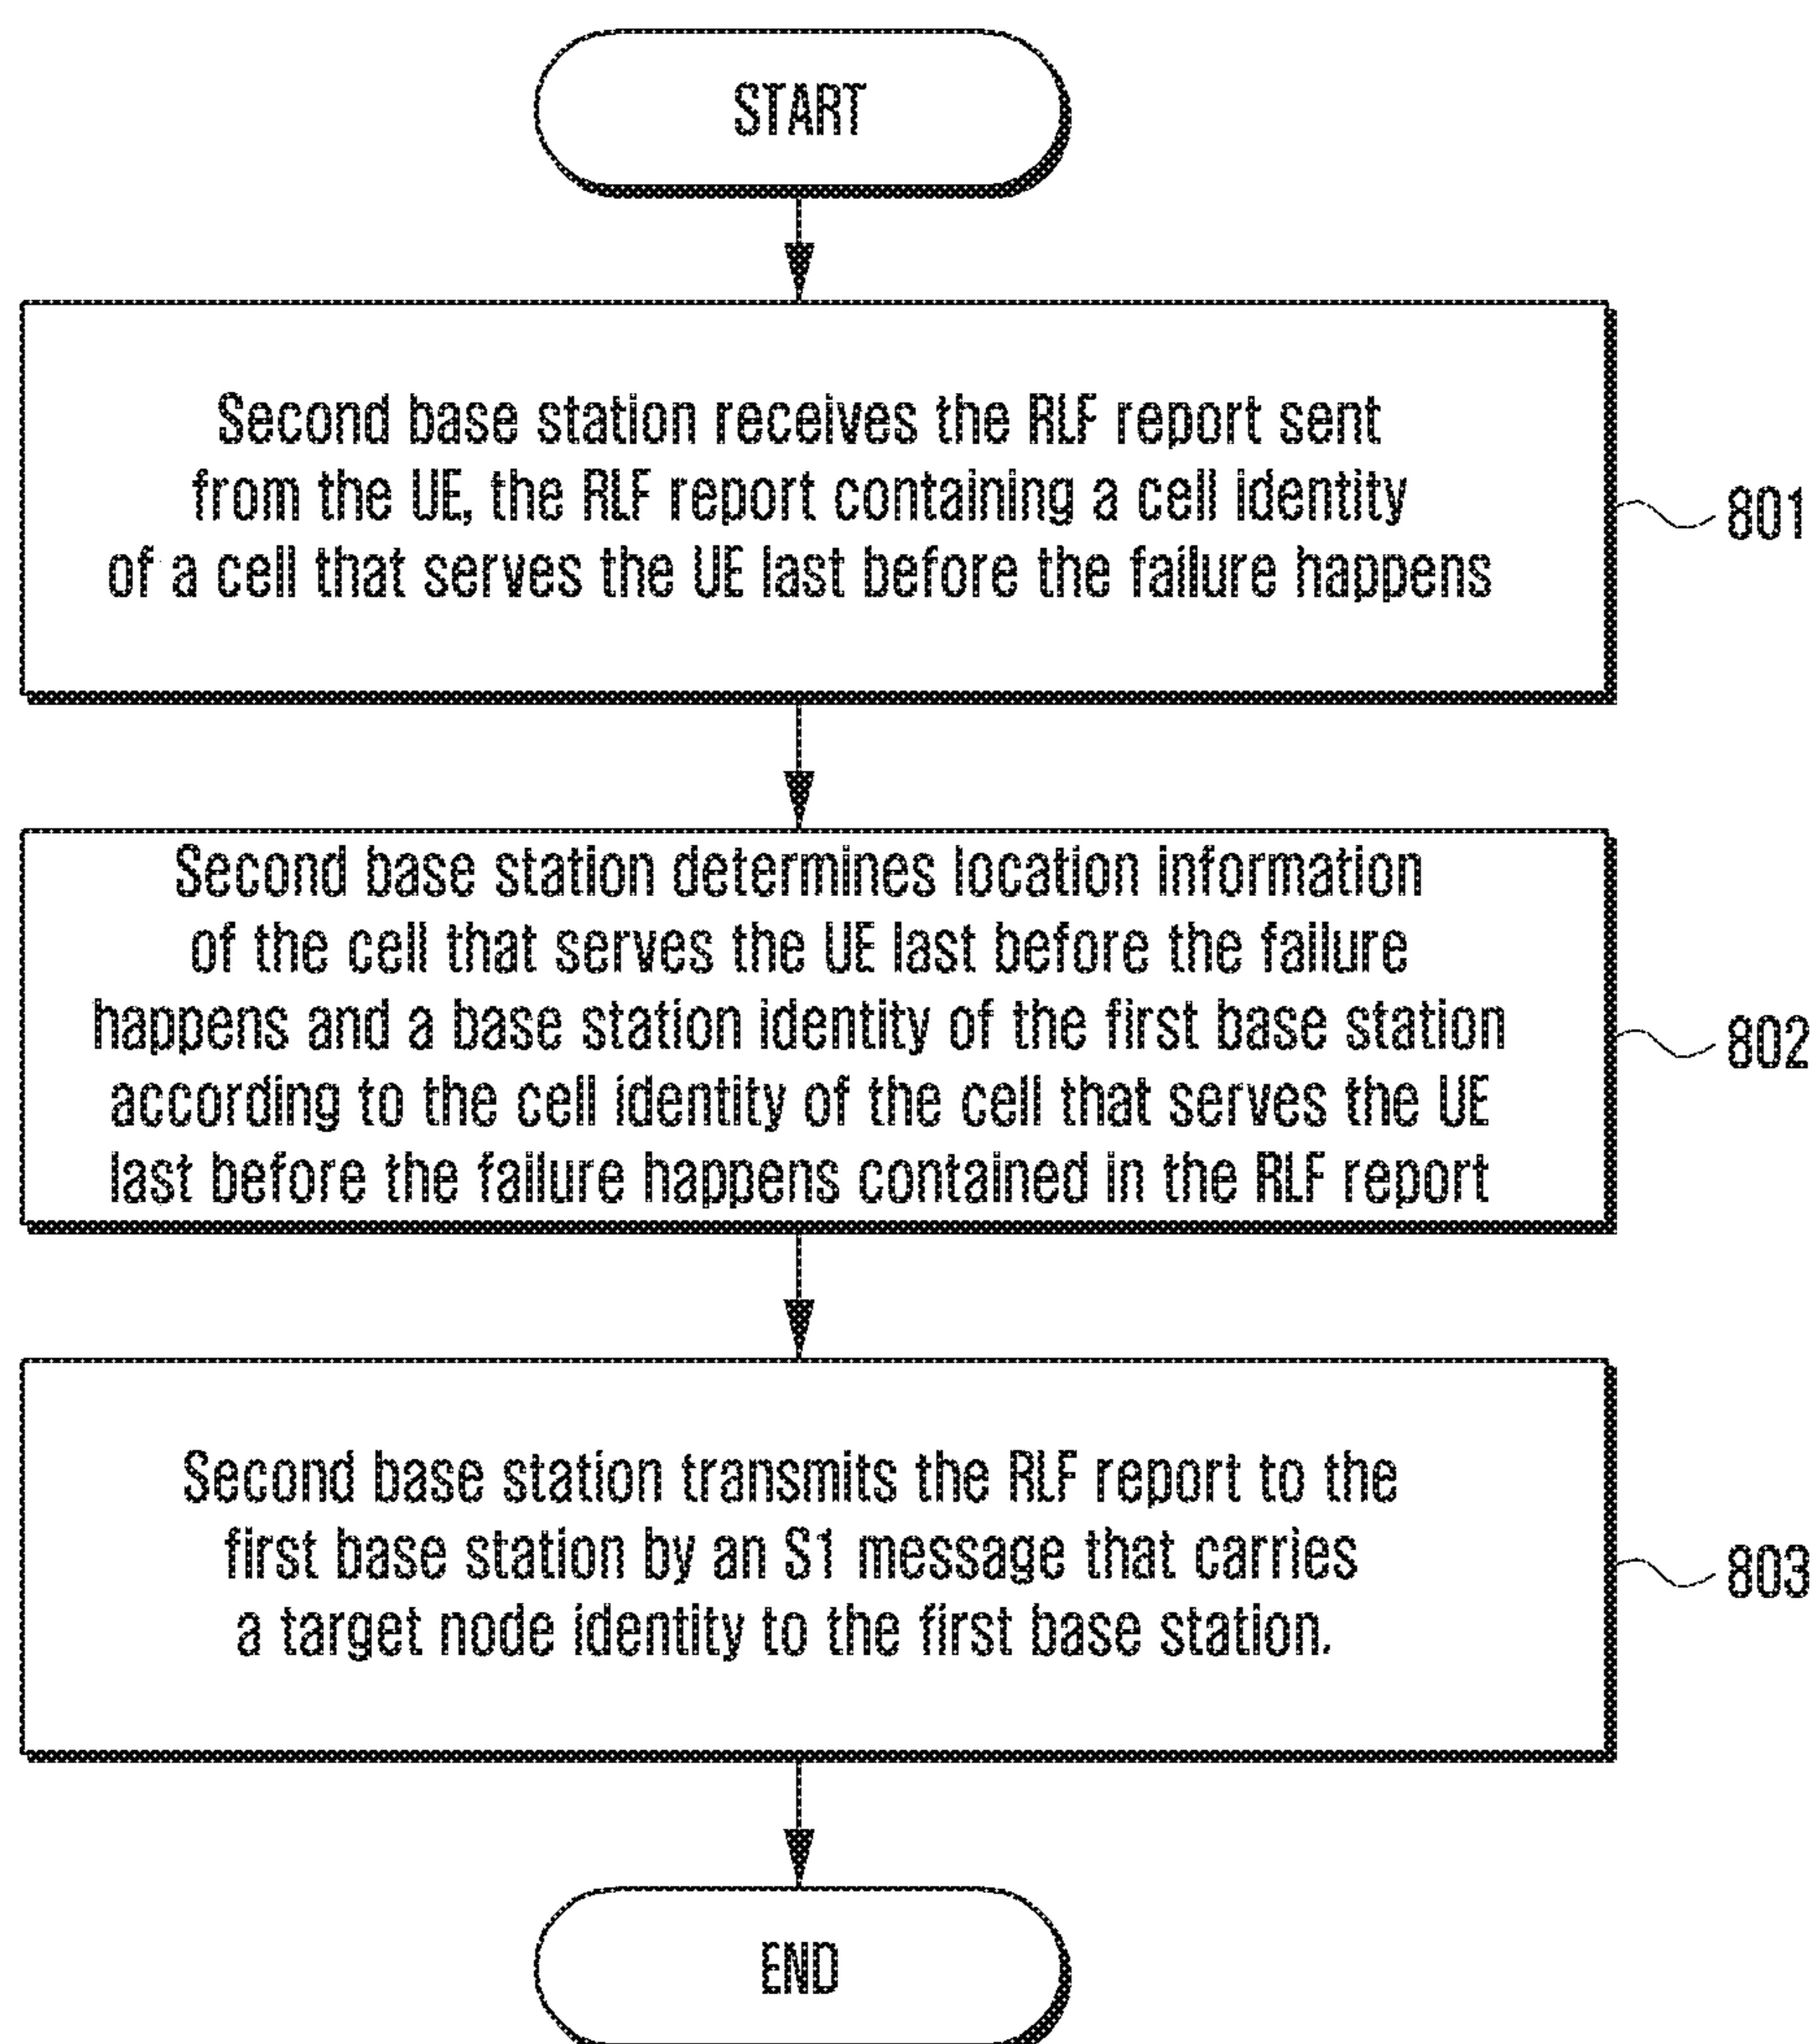 START
Second base station receives the RLF report sent
from the UE, the RLF report containing a cell identity
of a cell that serves the UE last before the failure happens
801
Second base station determines location information
of the cell that serves the UE last before the failure
happens and a base station identity of the first base station
according to the cell identity of the cell that serves the UE
last before the failure happens contained in the RLF report
802
Second base station transmits the RLF report to the
first base station by an S1 message that carries
a target node identity to the first base station.
803
END